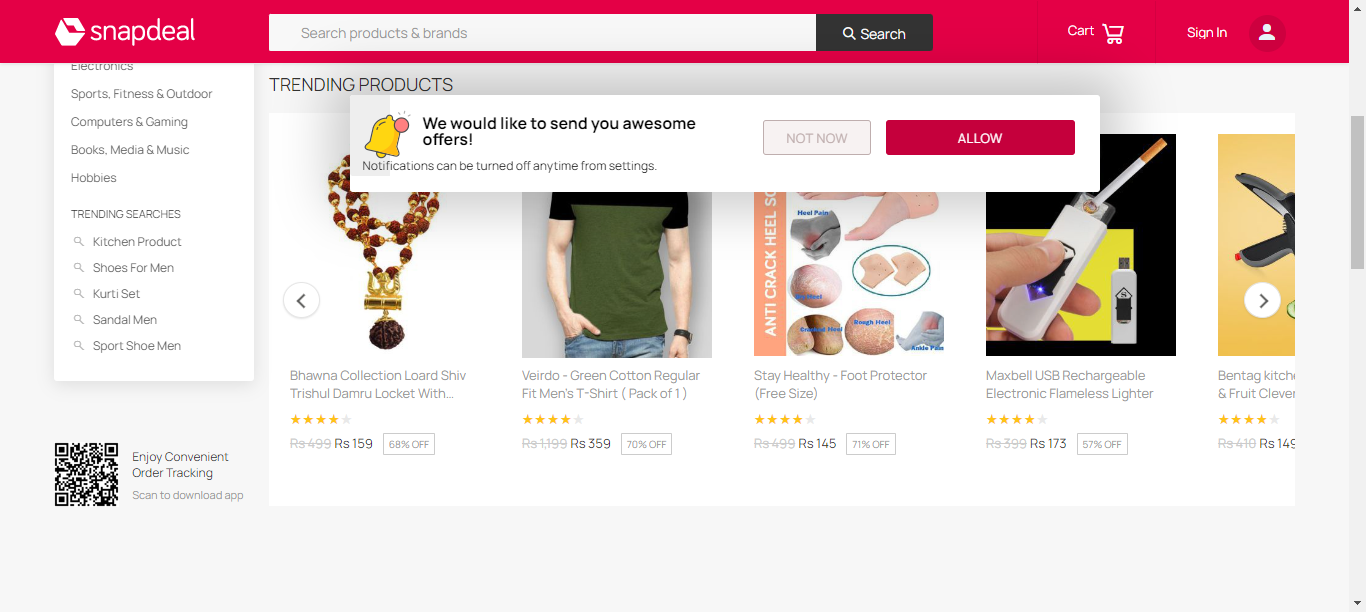 snapdeal
Search products & brands
Search
Cart
Sign In
Electronics
Sports, Fitness & Outdoor
Computers & Gaming
Books, Media & Music
Hobbies
TRENDING SEARCHES
Kitchen Product
Shoes For Men
Kurti Set
Sandal Men
Sport Shoe Men
Enjoy Convenient
Order Tracking
Scan to download app
TRENDING PRODUCTS
We would like to send you awesome
offers!
Notifications can be turned off anytime from settings.
NOT NOW
ALLOW
ANTI CRACK HEEL
Heel Pain
Rough Heel
Ankle Pain
Bhawna Collection Loard Shiv
Trishul Damru Locket With...
Rs 499 Rs 159 68% OFF
Veirdo - Green Cotton Regular
Fit Men's T-Shirt ( Pack of 1 )
Rs 1,199 Rs 359 70% OFF
Stay Healthy - Foot Protector
(Free Size)
Rs 499 Rs 145 71% OFF
Maxbell USB Rechargeable
Electronic Flameless Lighter
Rs 399 Rs 173 57% OFF
Bentag
& Fruit
Rs 410 Rs 149